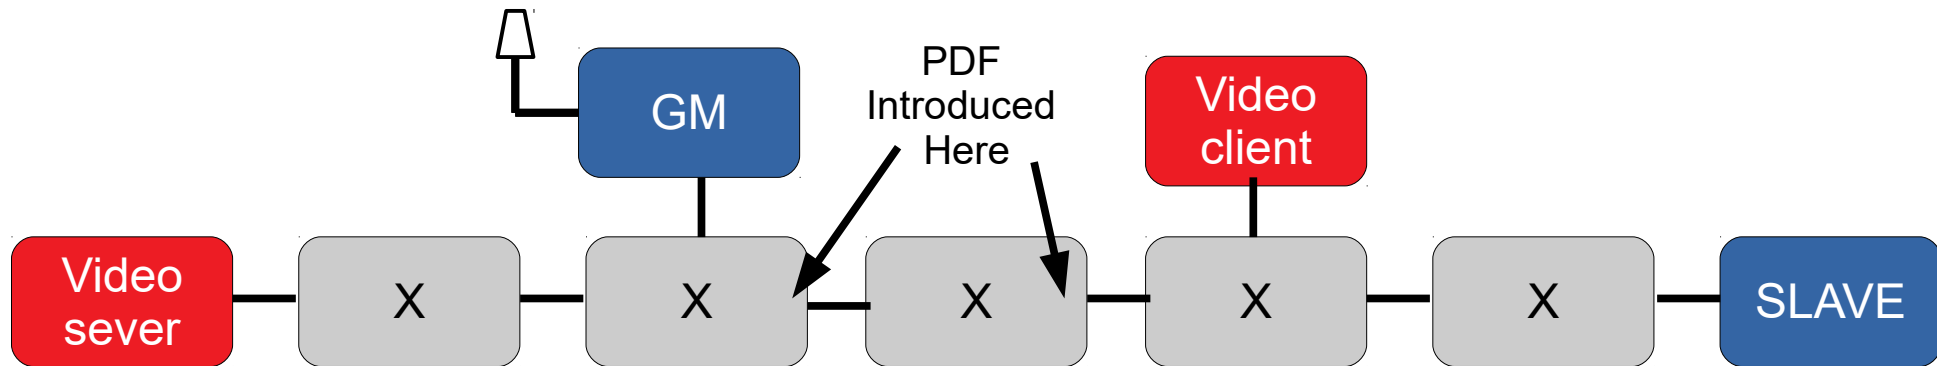 GM
PDF
Introduced
Here
Video
client
Video
sever
X
X
X
X
X
SLAVE